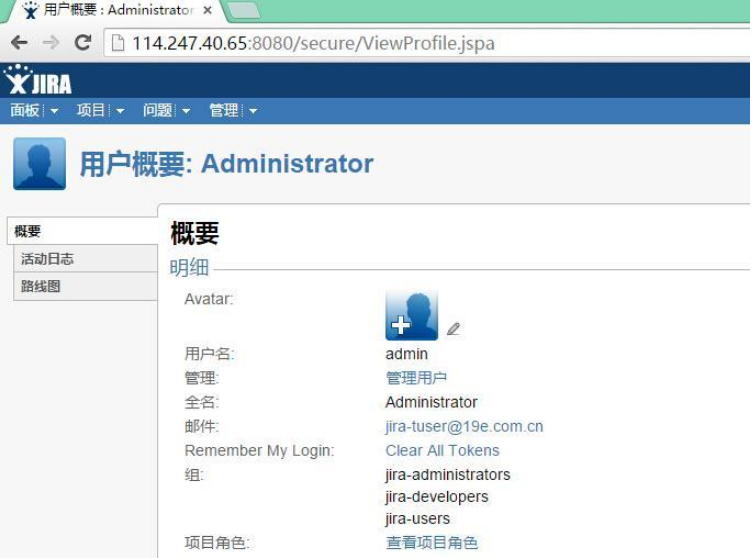 用户概要 : Administrator
114.247.40.65:8080/secure/ViewProfile.jspa
JIRA
面板 项目 问题 管理
用户概要: Administrator
概要
活动日志
路线图
概要
明细
Avatar:
用户名: admin
管理: 管理用户
全名: Administrator
邮件: jira-tuser@19e.com.cn
Remember My Login: Clear All Tokens
组: jira-administrators
jira-developers
jira-users
项目角色: 查看项目角色